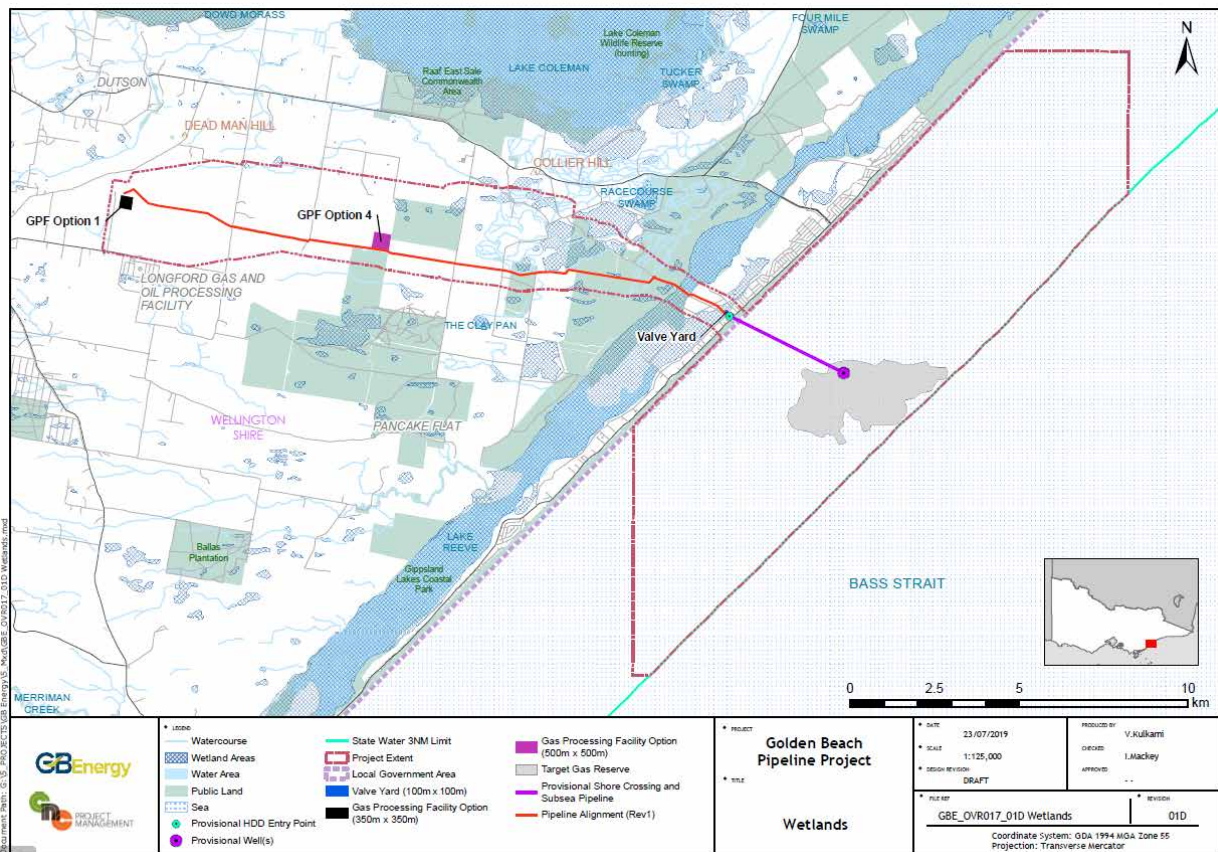 DOWD MORASS
FOUR MILE
SWAMP
Lake Coleman
Wildlife Reserve
(hunting)
LAKE COLEMAN
N
Raaf East Sale
Commonwealth
Area
TUCKER
SWAMP
DUTSON
DEAD MAN HILL
COLLIER HILL
RACECOURSE
SWAMP
GPF Option 1
GPF Option 4
LONGFORD GAS AND
OIL PROCESSING
FACILITY
THE CLAY PAN
Valve Yard
WELLINGTON
SHIRE
PANCAKE FLAT
LAKE
REEVE
Ballas
Plantation
Gippsland
Lakes Coastal
Park
BASS STRAIT
MERRIMAN
CREEK
0 2.5 5 10
km
GBEnergy
cnc PROJECT
MANAGEMENT
LEGEND
Watercourse
Wetland Areas
Water Area
Public Land
Sea
Provisional HDD Entry Point
Provisional Well(s)
State Water 3NM Limit
Project Extent
Local Government Area
Valve Yard (100m x 100m)
Gas Processing Facility Option
(350m x 350m)
Gas Processing Facility Option
(500m x 500m)
Target Gas Reserve
Provisional Shore Crossing and
Subsea Pipeline
Pipeline Alignment (Rev1)
PROJECT
Golden Beach
Pipeline Project
TITLE
Wetlands
DATE
23/07/2019
SCALE
1:125,000
DESIGN REVISION
DRAFT
PRODUCED BY
V.Kulkarni
CHECKED
I.Mackey
APPROVED
- -
FILE REF
GBE_OVR017_01D Wetlands
REVISION
01D
Coordinate System: GDA 1994 MGA Zone 55
Projection: Transverse Mercator